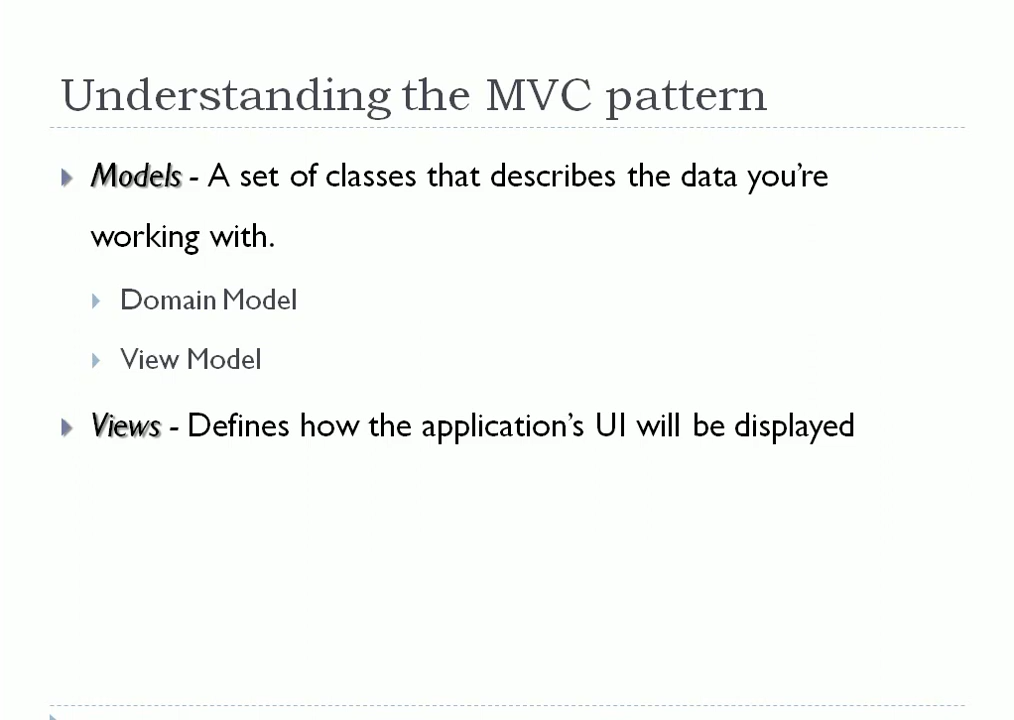 Understanding the MVC pattern
Models - A set of classes that describes the data you’re
working with.
Domain Model
View Model
Views - Defines how the application’s UI will be displayed